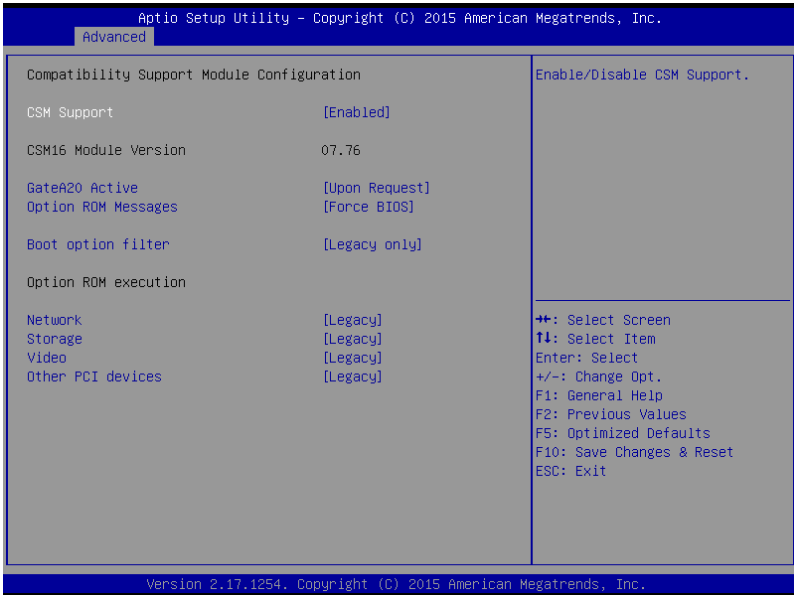 Aptio Setup Utility – Copyright (C) 2015 American Megatrends, Inc.
Advanced
Compatibility Support Module Configuration
CSM Support [Enabled]
CSM16 Module Version 07.76
GateA20 Active [Upon Request]
Option ROM Messages [Force BIOS]
Boot option filter [Legacy only]
Option ROM execution
Network [Legacy]
Storage [Legacy]
Video [Legacy]
Other PCI devices [Legacy]
Enable/Disable CSM Support.
→←: Select Screen
↑↓: Select Item
Enter: Select
+/-: Change Opt.
F1: General Help
F2: Previous Values
F5: Optimized Defaults
F10: Save Changes & Reset
ESC: Exit
Version 2.17.1254. Copyright (C) 2015 American Megatrends, Inc.